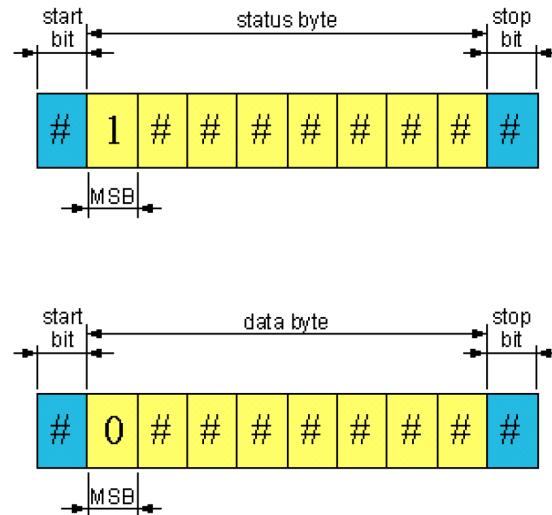 start bit
status byte
stop bit
# 1 # # # # # # # #
MSB
start bit
data byte
stop bit
# 0 # # # # # # # #
MSB